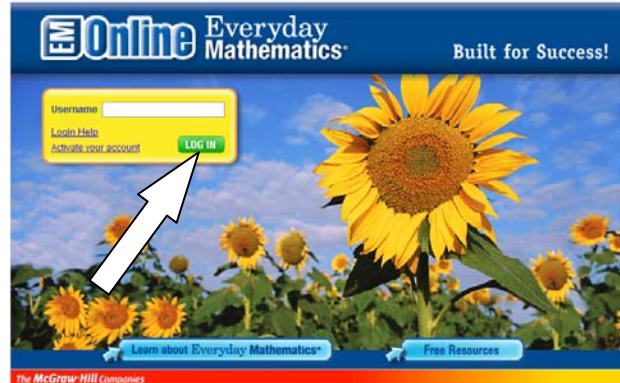 EM Online Everyday Mathematics®
Built for Success!
Username
Login Help
Activate your account
LOG IN
Learn about Everyday Mathematics®
Free Resources
The McGraw-Hill Companies